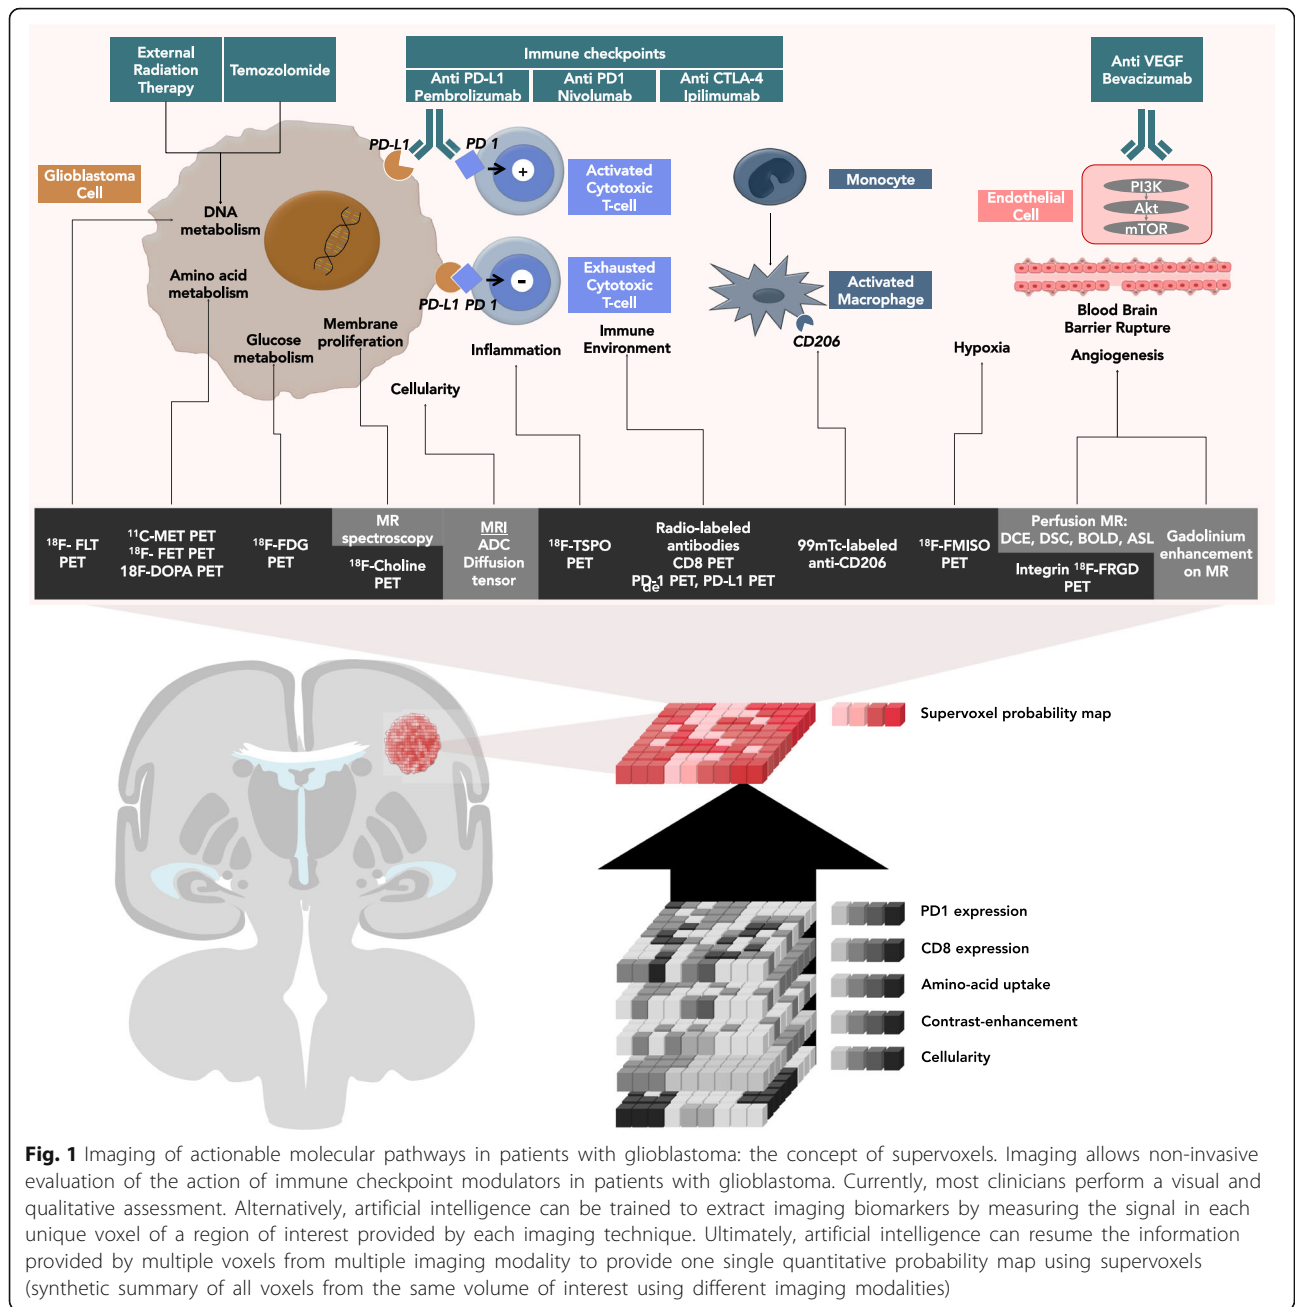 External
Radiation
Therapy
Temozolomide
Immune checkpoints
Anti PD-L1
Pembrolizumab
Anti PD1
Nivolumab
Anti CTLA-4
Ipilimumab
Anti VEGF
Bevacizumab
Glioblastoma
Cell
PD-L1
PD 1
+
Activated
Cytotoxic
T-cell
Monocyte
Endothelial
Cell
PI3K
Akt
mTOR
DNA
metabolism
Amino acid
metabolism
Glucose
metabolism
Membrane
proliferation
PD-L1 PD 1
-
Exhausted
Cytotoxic
T-cell
Activated
Macrophage
CD206
Blood Brain
Barrier Rupture
Cellularity
Inflammation
Immune
Environment
Hypoxia
Angiogenesis
18F- FLT
PET
11C-MET PET
18F- FET PET
18F-DOPA PET
18F-FDG
PET
MR
spectroscopy
18F-Choline
PET
MRI
ADC
Diffusion
tensor
18F-TSPO
PET
Radio-labeled
antibodies
CD8 PET
PD-1 PET, PD-L1 PET
de
99mTc-labeled
anti-CD206
18F-FMISO
PET
Perfusion MR:
DCE, DSC, BOLD, ASL
Integrin 18F-FRGD
PET
Gadolinium
enhancement
on MR
Supervoxel probability map
PD1 expression
CD8 expression
Amino-acid uptake
Contrast-enhancement
Cellularity
Fig. 1 Imaging of actionable molecular pathways in patients with glioblastoma: the concept of supervoxels. Imaging allows non-invasive
evaluation of the action of immune checkpoint modulators in patients with glioblastoma. Currently, most clinicians perform a visual and
qualitative assessment. Alternatively, artificial intelligence can be trained to extract imaging biomarkers by measuring the signal in each
unique voxel of a region of interest provided by each imaging technique. Ultimately, artificial intelligence can resume the information
provided by multiple voxels from multiple imaging modality to provide one single quantitative probability map using supervoxels
(synthetic summary of all voxels from the same volume of interest using different imaging modalities)